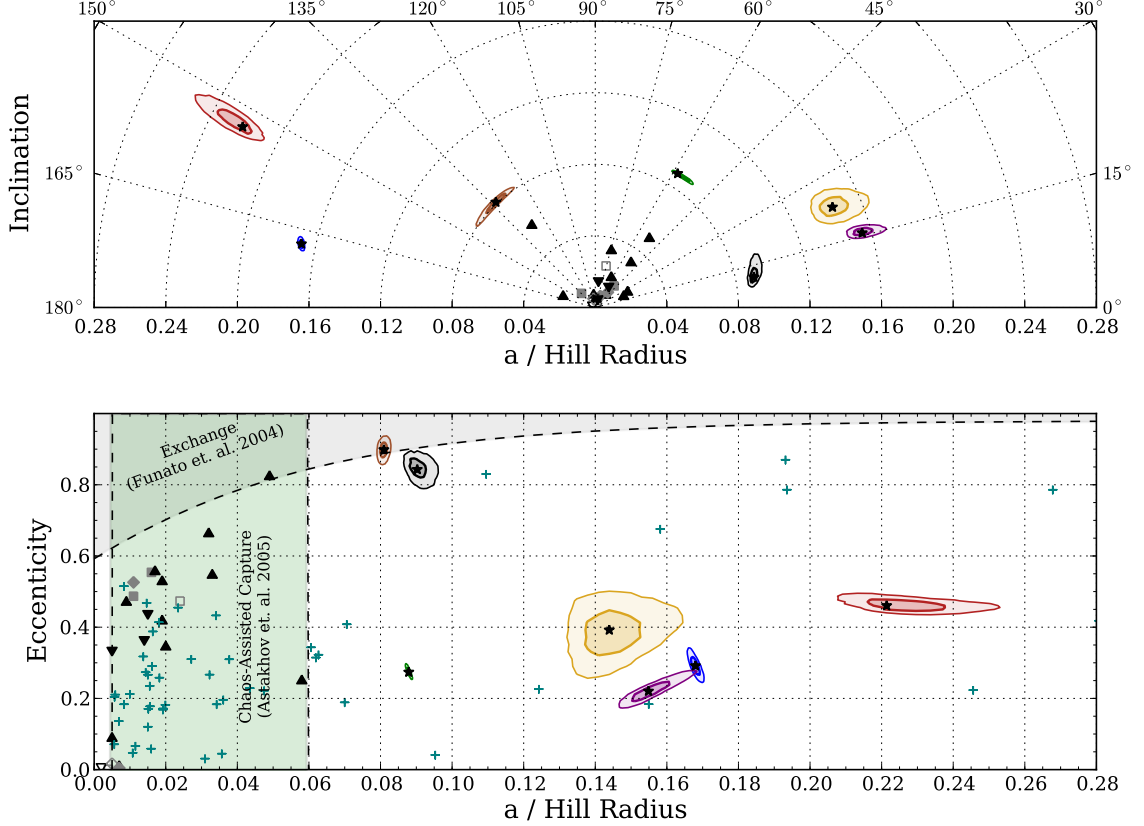 150° 135° 120° 105° 90° 75° 60° 45° 30°
Inclination
165° 15°
180° 0°
0.28 0.24 0.20 0.16 0.12 0.08 0.04 0.04 0.08 0.12 0.16 0.20 0.24 0.28
a / Hill Radius
Exchange
(Funato et. al. 2004)
Chaos-Assisted Capture
(Astakhov et. al. 2005)
Eccenticity
0.8
0.6
0.4
0.2
0.0
0.00 0.02 0.04 0.06 0.08 0.10 0.12 0.14 0.16 0.18 0.20 0.22 0.24 0.26 0.28
a / Hill Radius